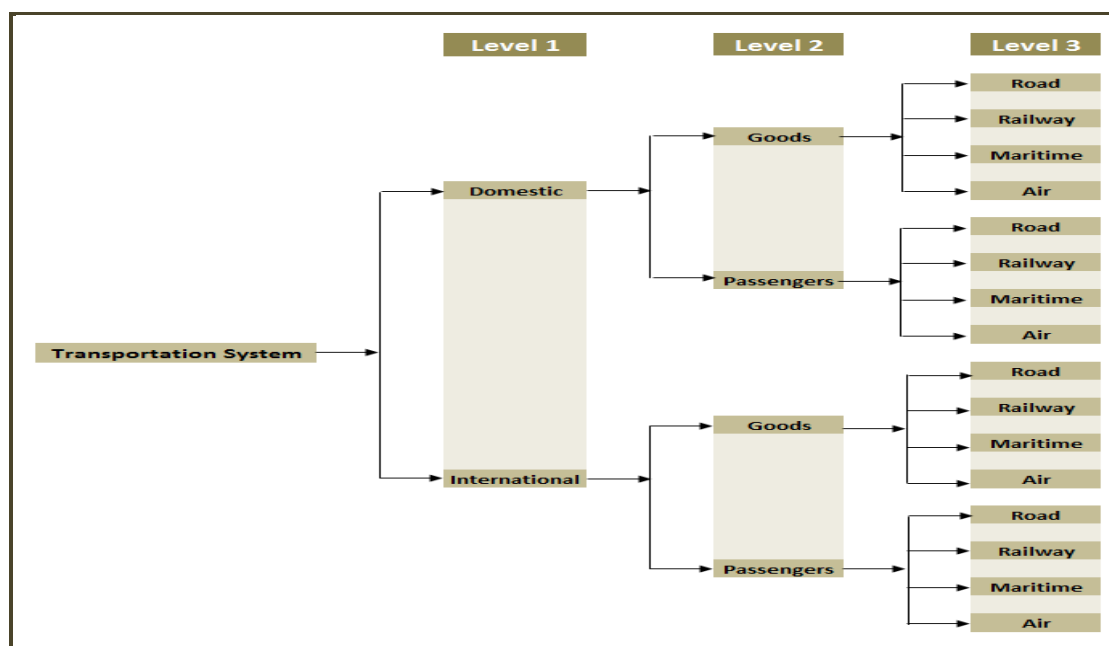 Level 1
Level 2
Level 3
Road
Railway
Goods
Maritime
Domestic
Air
Road
Railway
Passengers
Maritime
Air
Transportation System
Road
Railway
Goods
Maritime
International
Air
Road
Railway
Passengers
Maritime
Air